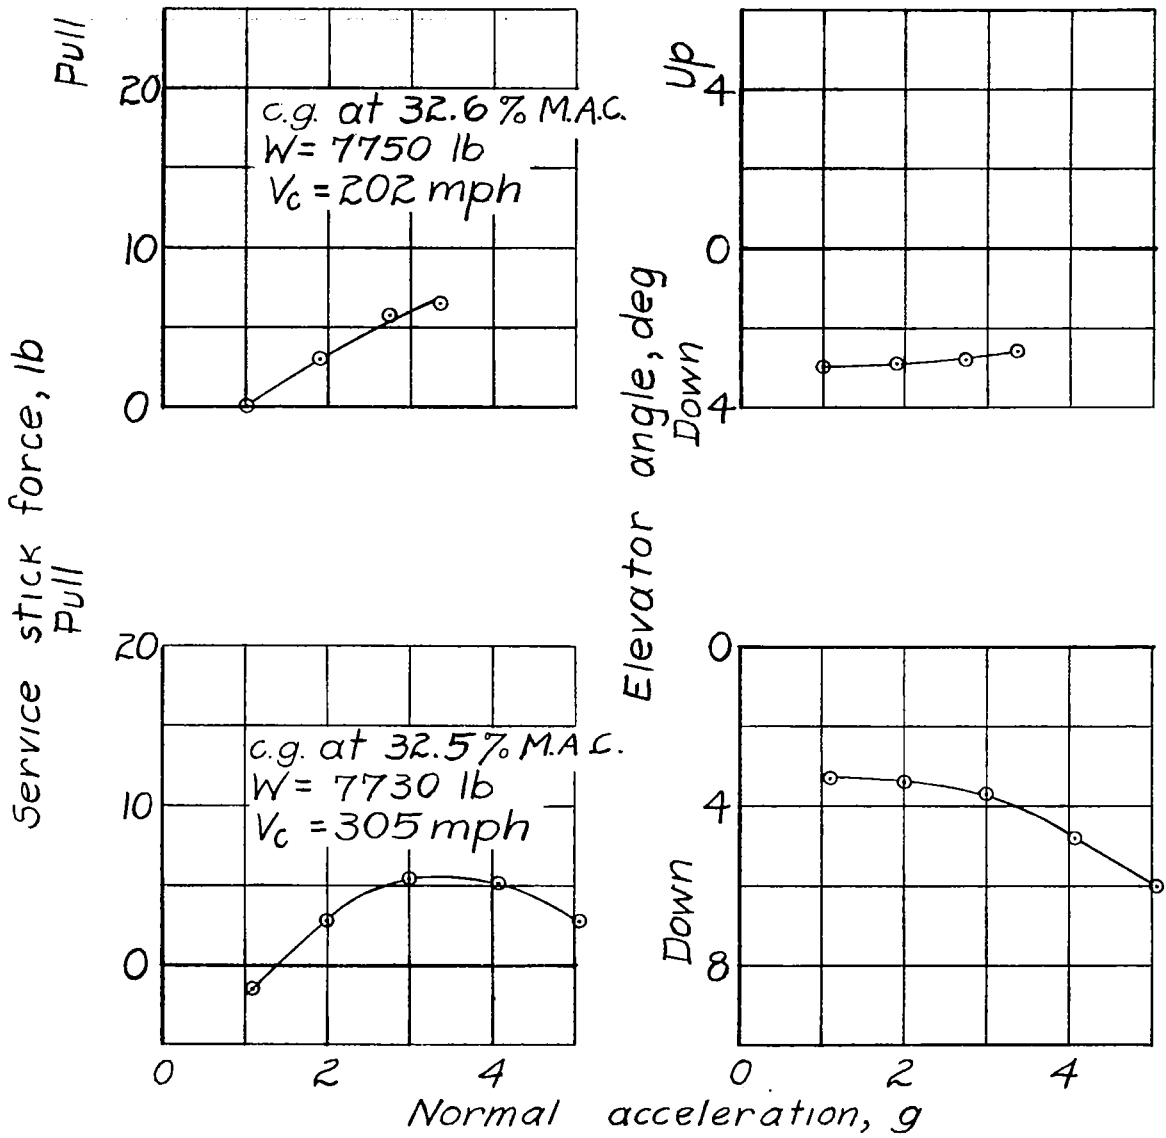 Pull
20
10
0
c.g. at 32.6% M.A.C.
W = 7750 lb
Vc = 202 mph
Up
4
0
Down
4
Service stick force, lb
Elevator angle, deg
Pull
20
10
0
c.g. at 32.5% M.A.C.
W = 7730 lb
Vc = 305 mph
0
4
Down
8
0 2 4
0 2 4
Normal acceleration, g